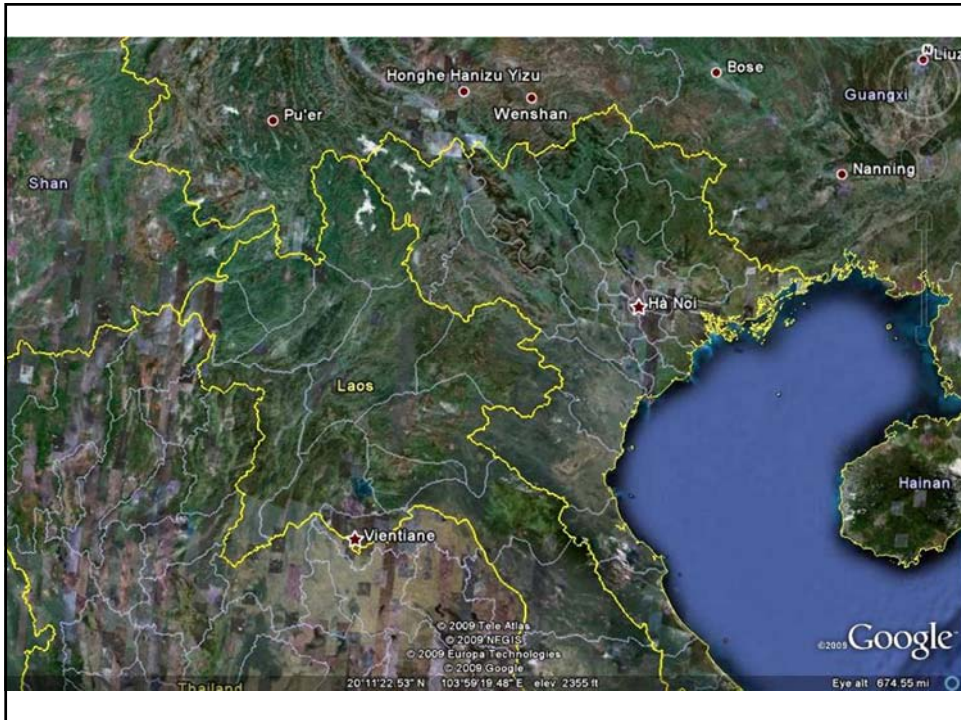 Bose
N
Liuz
Honghe Hanizu Yizu
Guangxi
Pu'er
Wenshan
Nanning
Shan
Hà Noi
Laos
Hainan
Vientiane
© 2009 Tele Atlas
© 2009 NFGIS
© 2009 Europa Technologies
© 2009 Google
©2009 Google™
Thailand
20°11'22.53" N 103°59'19.48" E elev 2355 ft
Eye alt 674.55 mi